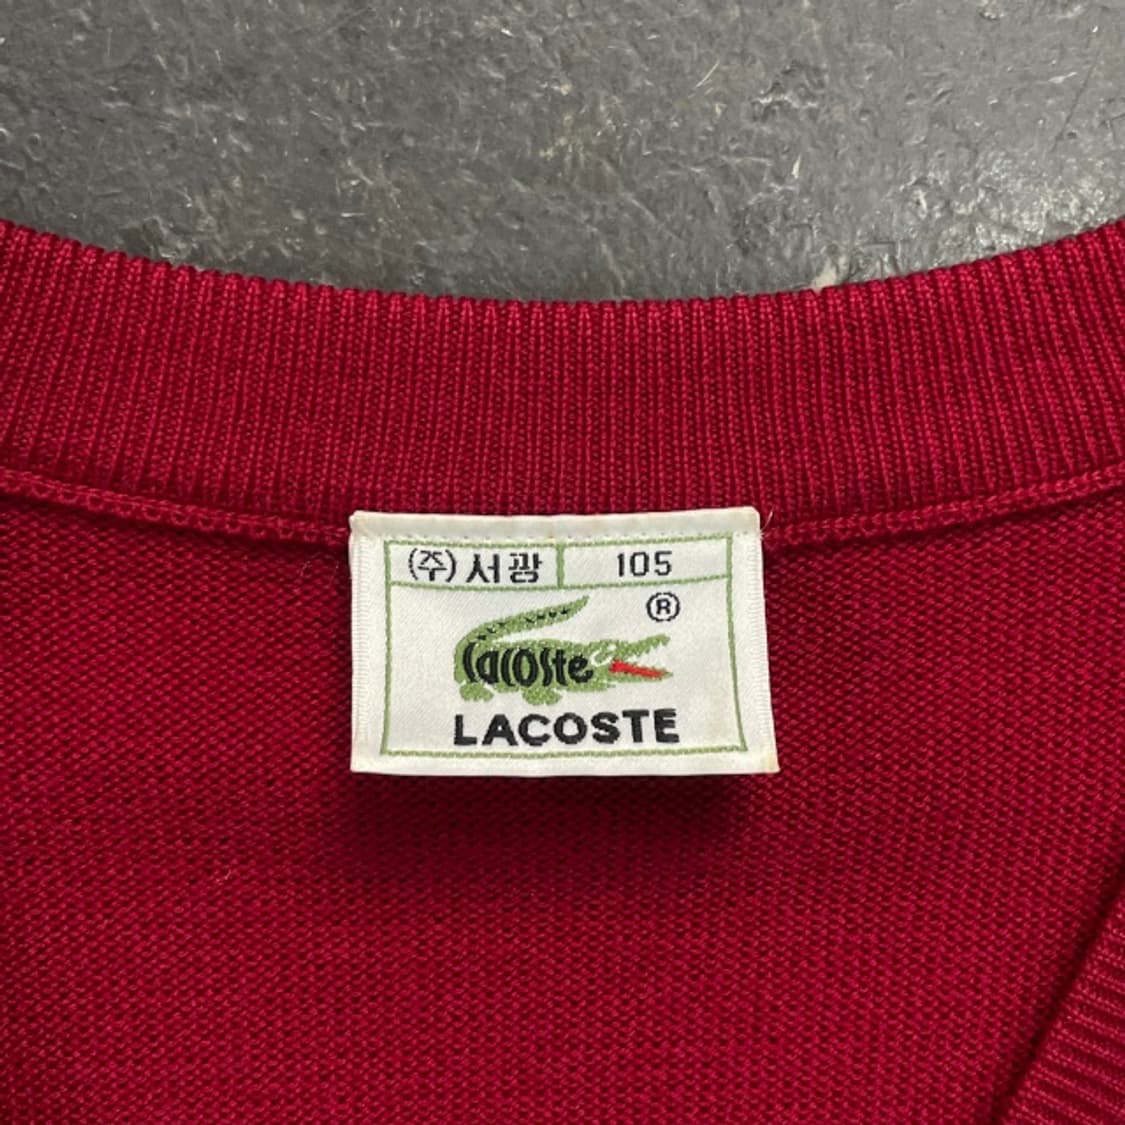 (주)서광 105
®
Lacoste
LACOSTE